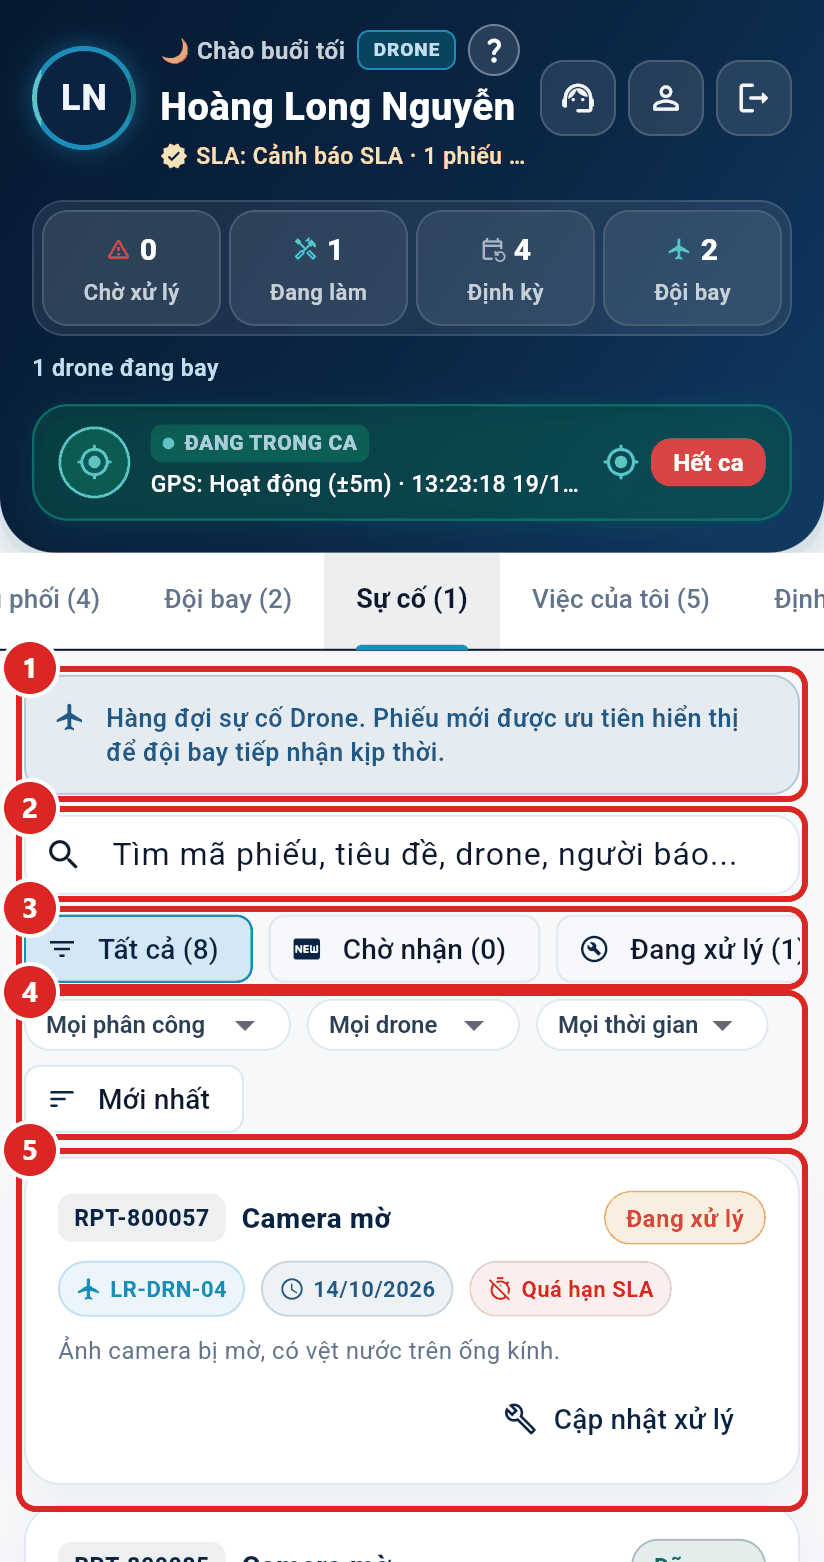 LN
Chào buổi tối
DRONE
?
Hoàng Long Nguyễn
SLA: Cảnh báo SLA · 1 phiếu ...
0
Chờ xử lý
1
Đang làm
4
Định kỳ
2
Đội bay
1 drone đang bay
ĐANG TRONG CA
GPS: Hoạt động (±5m) · 13:23:18 19/1...
Hết ca
phối (4)
Đội bay (2)
Sự cố (1)
Việc của tôi (5)
Định
1
Hàng đợi sự cố Drone. Phiếu mới được ưu tiên hiển thị
để đội bay tiếp nhận kịp thời.
2
Tìm mã phiếu, tiêu đề, drone, người báo...
3
Tất cả (8)
NEW
Chờ nhận (0)
Đang xử lý (1)
4
Mọi phân công
Mọi drone
Mọi thời gian
Mới nhất
5
RPT-800057
Camera mờ
Đang xử lý
LR-DRN-04
14/10/2026
Quá hạn SLA
Ảnh camera bị mờ, có vệt nước trên ống kính.
Cập nhật xử lý